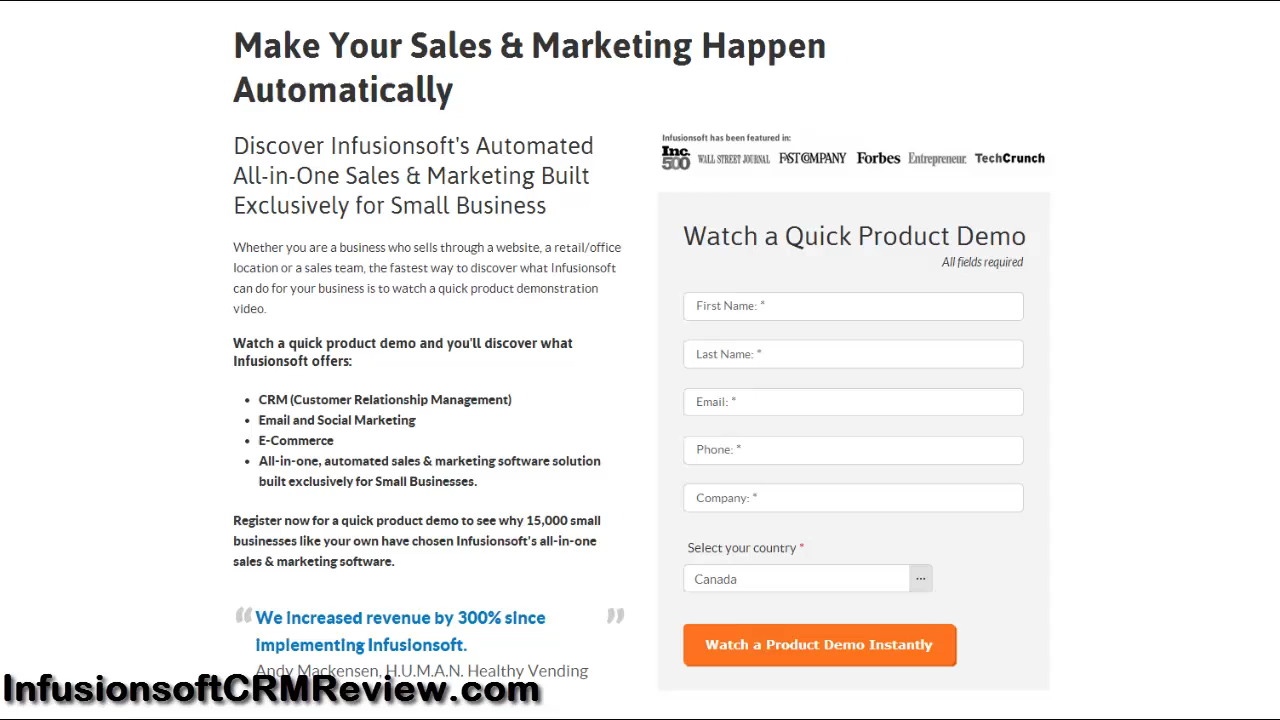 Make Your Sales & Marketing Happen
Automatically
Discover Infusionsoft's Automated
All-in-One Sales & Marketing Built
Exclusively for Small Business
Whether you are a business who sells through a website, a retail/office
location or a sales team, the fastest way to discover what Infusionsoft
can do for your business is to watch a quick product demonstration
video.
Watch a quick product demo and you'll discover what
Infusionsoft offers:
• CRM (Customer Relationship Management)
• Email and Social Marketing
• E-Commerce
• All-in-one, automated sales & marketing software solution
built exclusively for Small Businesses.
Register now for a quick product demo to see why 15,000 small
businesses like your own have chosen Infusionsoft's all-in-one
sales & marketing software.
“ We increased revenue by 300% since ”
implementing Infusionsoft.
Andy Mackensen, H.U.M.A.N. Healthy Vending
Infusionsoft has been featured in:
Inc. 500 WALL STREET JOURNAL FAST COMPANY Forbes Entrepreneur TechCrunch
Watch a Quick Product Demo
All fields required
First Name: *
Last Name: *
Email: *
Phone: *
Company: *
Select your country *
Canada ...
Watch a Product Demo Instantly
InfusionsoftCRMReview.com